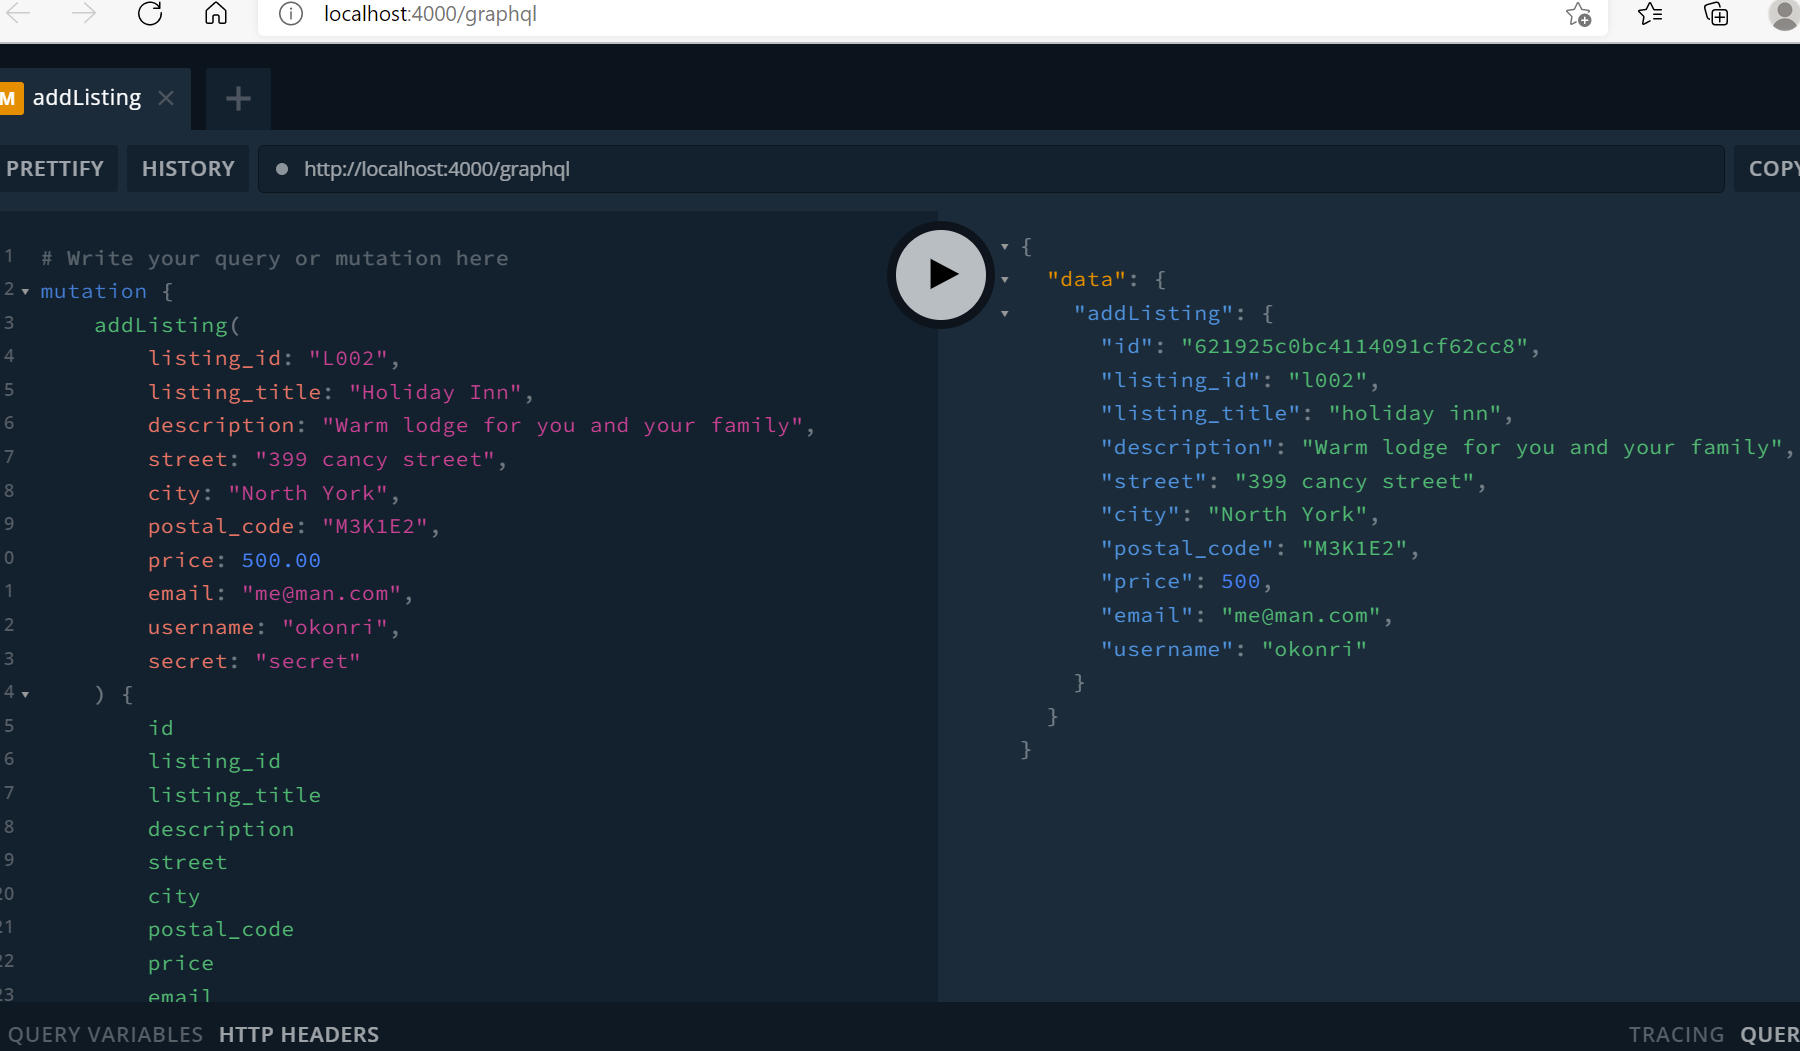 localhost:4000/graphql
M addListing
PRETTIFY HISTORY http://localhost:4000/graphql COPY
1 # Write your query or mutation here
2 mutation {
3 addListing(
4 listing_id: "L002",
5 listing_title: "Holiday Inn",
6 description: "Warm lodge for you and your family",
7 street: "399 cancy street",
8 city: "North York",
9 postal_code: "M3K1E2",
0 price: 500.00
1 email: "me@man.com",
2 username: "okonri",
3 secret: "secret"
4 ) {
5 id
6 listing_id
7 listing_title
8 description
9 street
20 city
21 postal_code
22 price
23 email
{
"data": {
"addListing": {
"id": "621925c0bc4114091cf62cc8",
"listing_id": "l002",
"listing_title": "holiday inn",
"description": "Warm lodge for you and your family",
"street": "399 cancy street",
"city": "North York",
"postal_code": "M3K1E2",
"price": 500,
"email": "me@man.com",
"username": "okonri"
}
}
}
QUERY VARIABLES HTTP HEADERS TRACING QUER